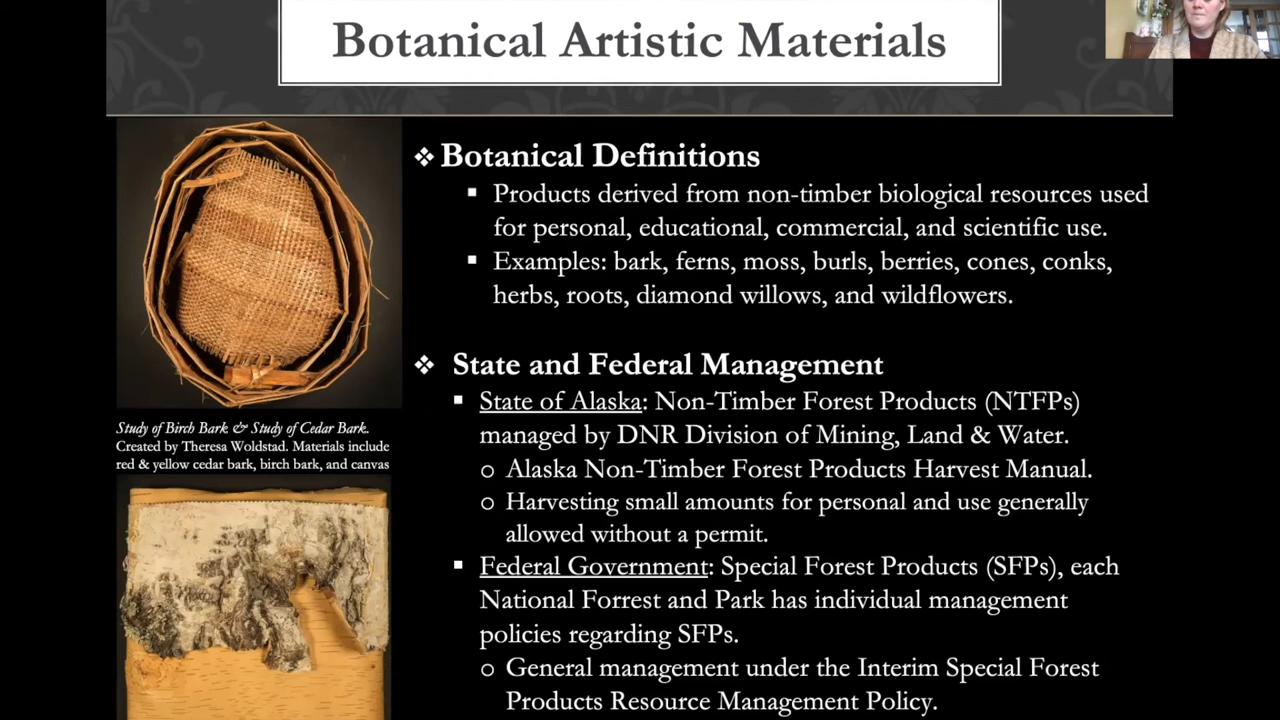 Botanical Artistic Materials
❖ Botanical Definitions
▪ Products derived from non-timber biological resources used
for personal, educational, commercial, and scientific use.
▪ Examples: bark, ferns, moss, burls, berries, cones, conks,
herbs, roots, diamond willows, and wildflowers.
❖ State and Federal Management
▪ State of Alaska: Non-Timber Forest Products (NTFPs)
managed by DNR Division of Mining, Land & Water.
o Alaska Non-Timber Forest Products Harvest Manual.
o Harvesting small amounts for personal and use generally
allowed without a permit.
▪ Federal Government: Special Forest Products (SFPs), each
National Forrest and Park has individual management
policies regarding SFPs.
o General management under the Interim Special Forest
Products Resource Management Policy.
Study of Birch Bark & Study of Cedar Bark.
Created by Theresa Woldstad. Materials include
red & yellow cedar bark, birch bark, and canvas